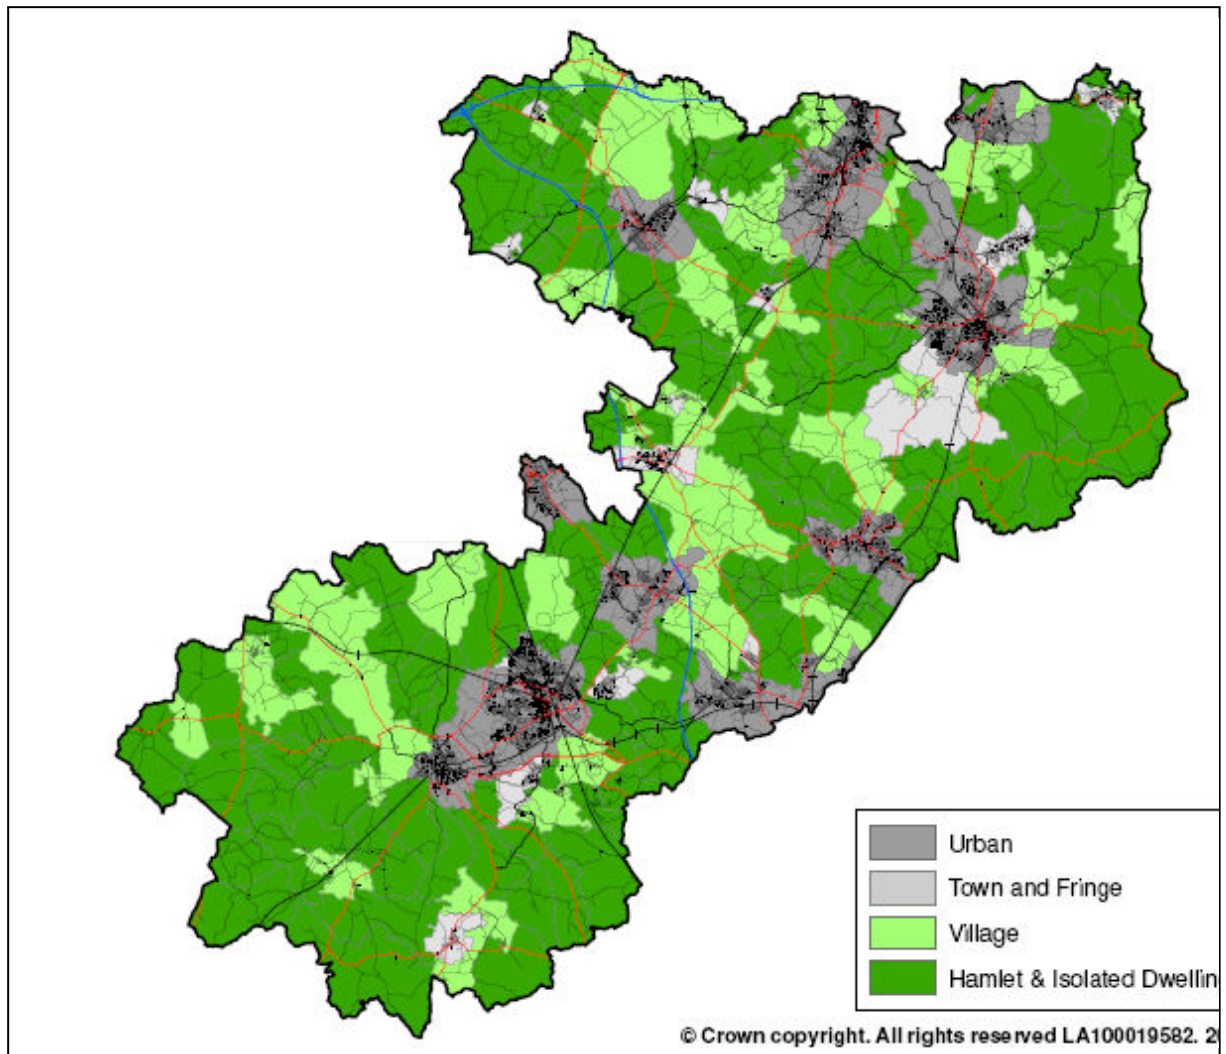 Urban
Town and Fringe
Village
Hamlet & Isolated Dwellin
© Crown copyright. All rights reserved LA100019582. 2